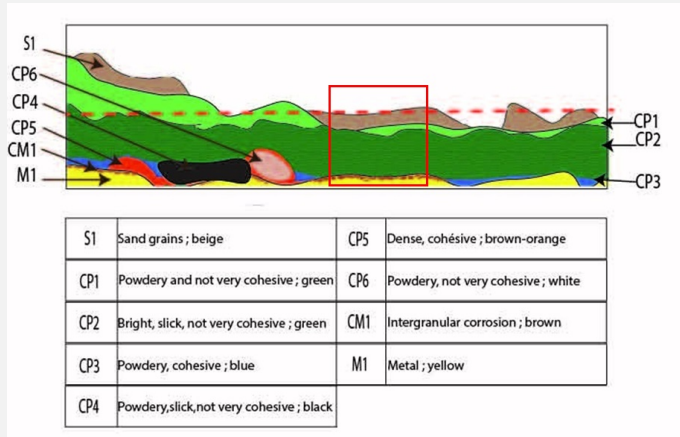 S1
CP6
CP4
CP5
CM1
M1
CP1
CP2
CP3
S1 Sand grains ; beige CP5 Dense, cohésive ; brown-orange
CP1 Powdery and not very cohesive ; green CP6 Powdery, not very cohesive ; white
CP2 Bright, slick, not very cohesive ; green CM1 Intergranular corrosion ; brown
CP3 Powdery, cohesive ; blue M1 Metal ; yellow
CP4 Powdery,slick,not very cohesive ; black